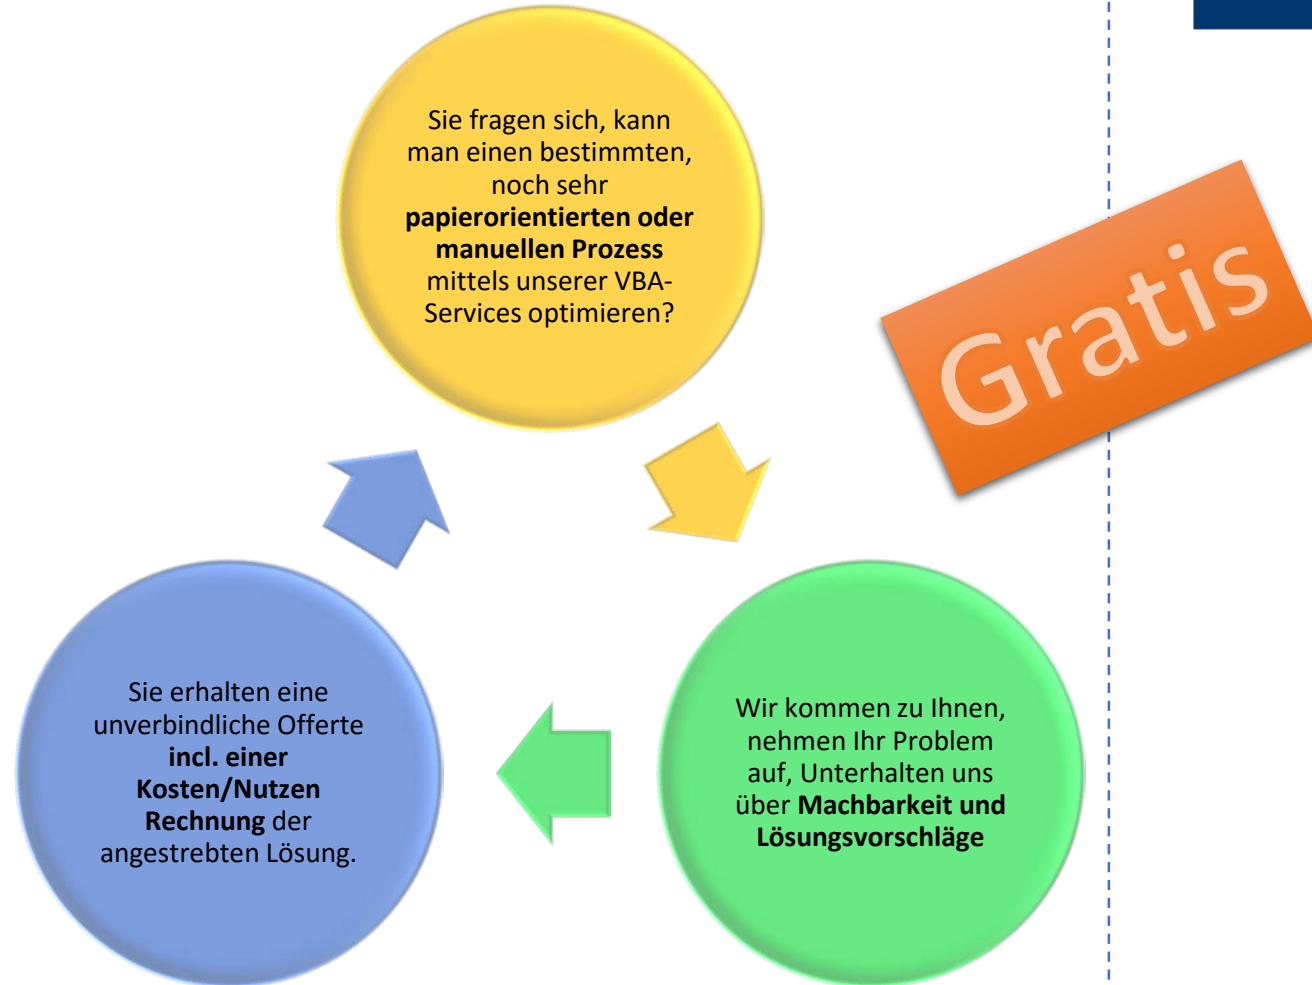 Sie fragen sich, kann
man einen bestimmten,
noch sehr
papierorientierten oder
manuellen Prozess
mittels unserer VBA-
Services optimieren?
Gratis
Sie erhalten eine
unverbindliche Offerte
incl. einer
Kosten/Nutzen
Rechnung der
angestrebten Lösung.
Wir kommen zu Ihnen,
nehmen Ihr Problem
auf, Unterhalten uns
über Machbarkeit und
Lösungsvorschläge